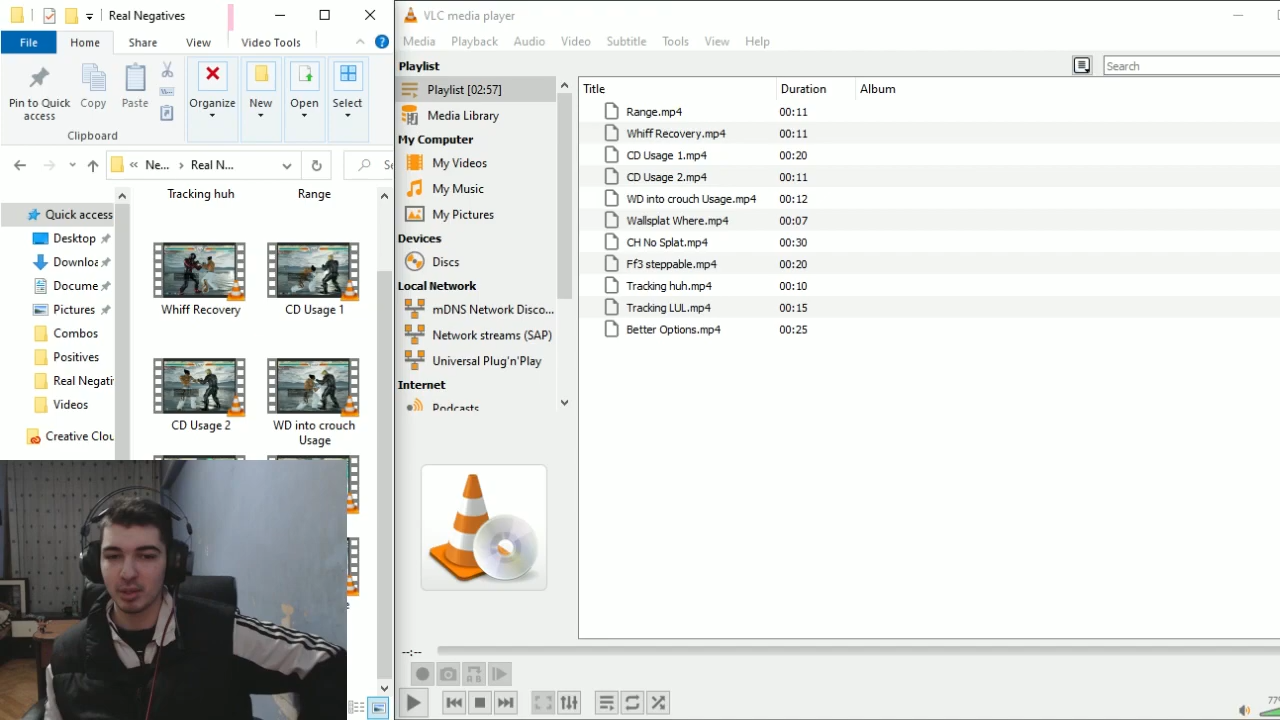 Real Negatives
File Home Share View Video Tools
Pin to Quick access
Copy
Paste
Organize
New
Open
Select
Clipboard
« Ne... › Real N...
Quick access
Desktop
Downloa
Docume
Pictures
Combos
Positives
Real Negati
Videos
Creative Clou
Tracking huh
Range
Whiff Recovery
CD Usage 1
CD Usage 2
WD into crouch Usage
VLC media player
Media Playback Audio Video Subtitle Tools View Help
Playlist
Search
Playlist [02:57]
Media Library
My Computer
My Videos
My Music
My Pictures
Devices
Discs
Local Network
mDNS Network Disco...
Network streams (SAP)
Universal Plug'n'Play
Internet
Podcasts
Title Duration Album
Range.mp4 00:11
Whiff Recovery.mp4 00:11
CD Usage 1.mp4 00:20
CD Usage 2.mp4 00:11
WD into crouch Usage.mp4 00:12
Wallsplat Where.mp4 00:07
CH No Splat.mp4 00:30
Ff3 steppable.mp4 00:20
Tracking huh.mp4 00:10
Tracking LUL.mp4 00:15
Better Options.mp4 00:25
--:--
77%